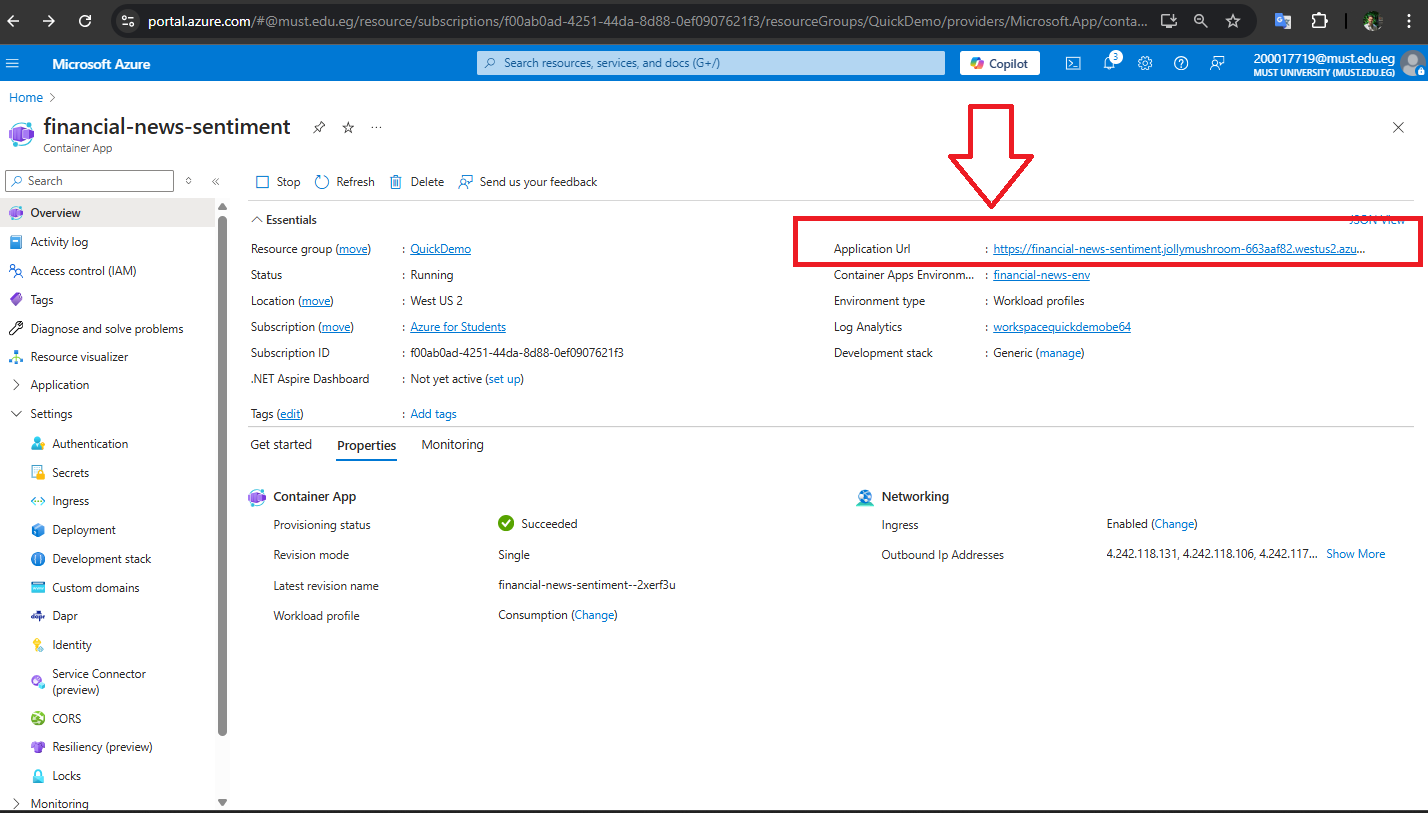 portal.azure.com/#@must.edu.eg/resource/subscriptions/f00ab0ad-4251-44da-8d88-0ef0907621f3/resourceGroups/QuickDemo/providers/Microsoft.App/conta...
Microsoft Azure
Search resources, services, and docs (G+/)
Copilot
3
200017719@must.edu.eg
MUST UNIVERSITY (MUST.EDU.EG)
Home
financial-news-sentiment
Container App
Search
Stop
Refresh
Delete
Send us your feedback
Overview
Activity log
Access control (IAM)
Tags
Diagnose and solve problems
Resource visualizer
Application
Settings
Authentication
Secrets
Ingress
Deployment
Development stack
Custom domains
Dapr
Identity
Service Connector
(preview)
CORS
Resiliency (preview)
Locks
Monitoring
Essentials
JSON View
Resource group (move) : QuickDemo
Status : Running
Location (move) : West US 2
Subscription (move) : Azure for Students
Subscription ID : f00ab0ad-4251-44da-8d88-0ef0907621f3
.NET Aspire Dashboard : Not yet active (set up)
Tags (edit) : Add tags
Application Url : https://financial-news-sentiment.jollymushroom-663aaf82.westus2.azu...
Container Apps Environm... : financial-news-env
Environment type : Workload profiles
Log Analytics : workspacequickdemobe64
Development stack : Generic (manage)
Get started
Properties
Monitoring
Container App
Provisioning status Succeeded
Revision mode Single
Latest revision name financial-news-sentiment--2xerf3u
Workload profile Consumption (Change)
Networking
Ingress Enabled (Change)
Outbound Ip Addresses 4.242.118.131, 4.242.118.106, 4.242.117... Show More